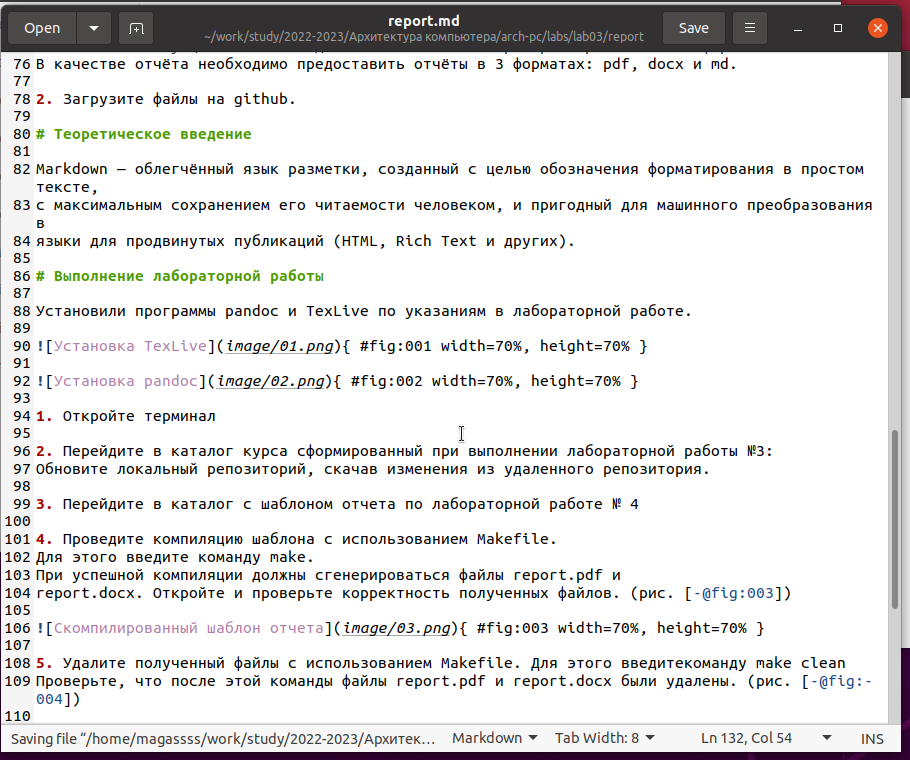 Open
report.md
~/work/study/2022-2023/Архитектура компьютера/arch-pc/labs/lab03/report
Save
76 В качестве отчёта необходимо предоставить отчёты в 3 форматах: pdf, docx и md.
77
78 2. Загрузите файлы на github.
79
80 # Теоретическое введение
81
82 Markdown — облегчённый язык разметки, созданный с целью обозначения форматирования в простом
тексте,
83 с максимальным сохранением его читаемости человеком, и пригодный для машинного преобразования
в
84 языки для продвинутых публикаций (HTML, Rich Text и других).
85
86 # Выполнение лабораторной работы
87
88 Установили программы pandoc и TexLive по указаниям в лабораторной работе.
89
90 ![Установка TexLive](image/01.png){ #fig:001 width=70%, height=70% }
91
92 ![Установка pandoc](image/02.png){ #fig:002 width=70%, height=70% }
93
94 1. Откройте терминал
95
96 2. Перейдите в каталог курса сформированный при выполнении лабораторной работы №3:
97 Обновите локальный репозиторий, скачав изменения из удаленного репозитория.
98
99 3. Перейдите в каталог с шаблоном отчета по лабораторной работе № 4
100
101 4. Проведите компиляцию шаблона с использованием Makefile.
102 Для этого введите команду make.
103 При успешной компиляции должны сгенерироваться файлы report.pdf и
104 report.docx. Откройте и проверьте корректность полученных файлов. (рис. [-@fig:003])
105
106 ![Скомпилированный шаблон отчета](image/03.png){ #fig:003 width=70%, height=70% }
107
108 5. Удалите полученный файлы с использованием Makefile. Для этого введитекоманду make clean
109 Проверьте, что после этой команды файлы report.pdf и report.docx были удалены. (рис. [-@fig:-
004])
110
Saving file “/home/magassss/work/study/2022-2023/Архитек… Markdown Tab Width: 8 Ln 132, Col 54 INS